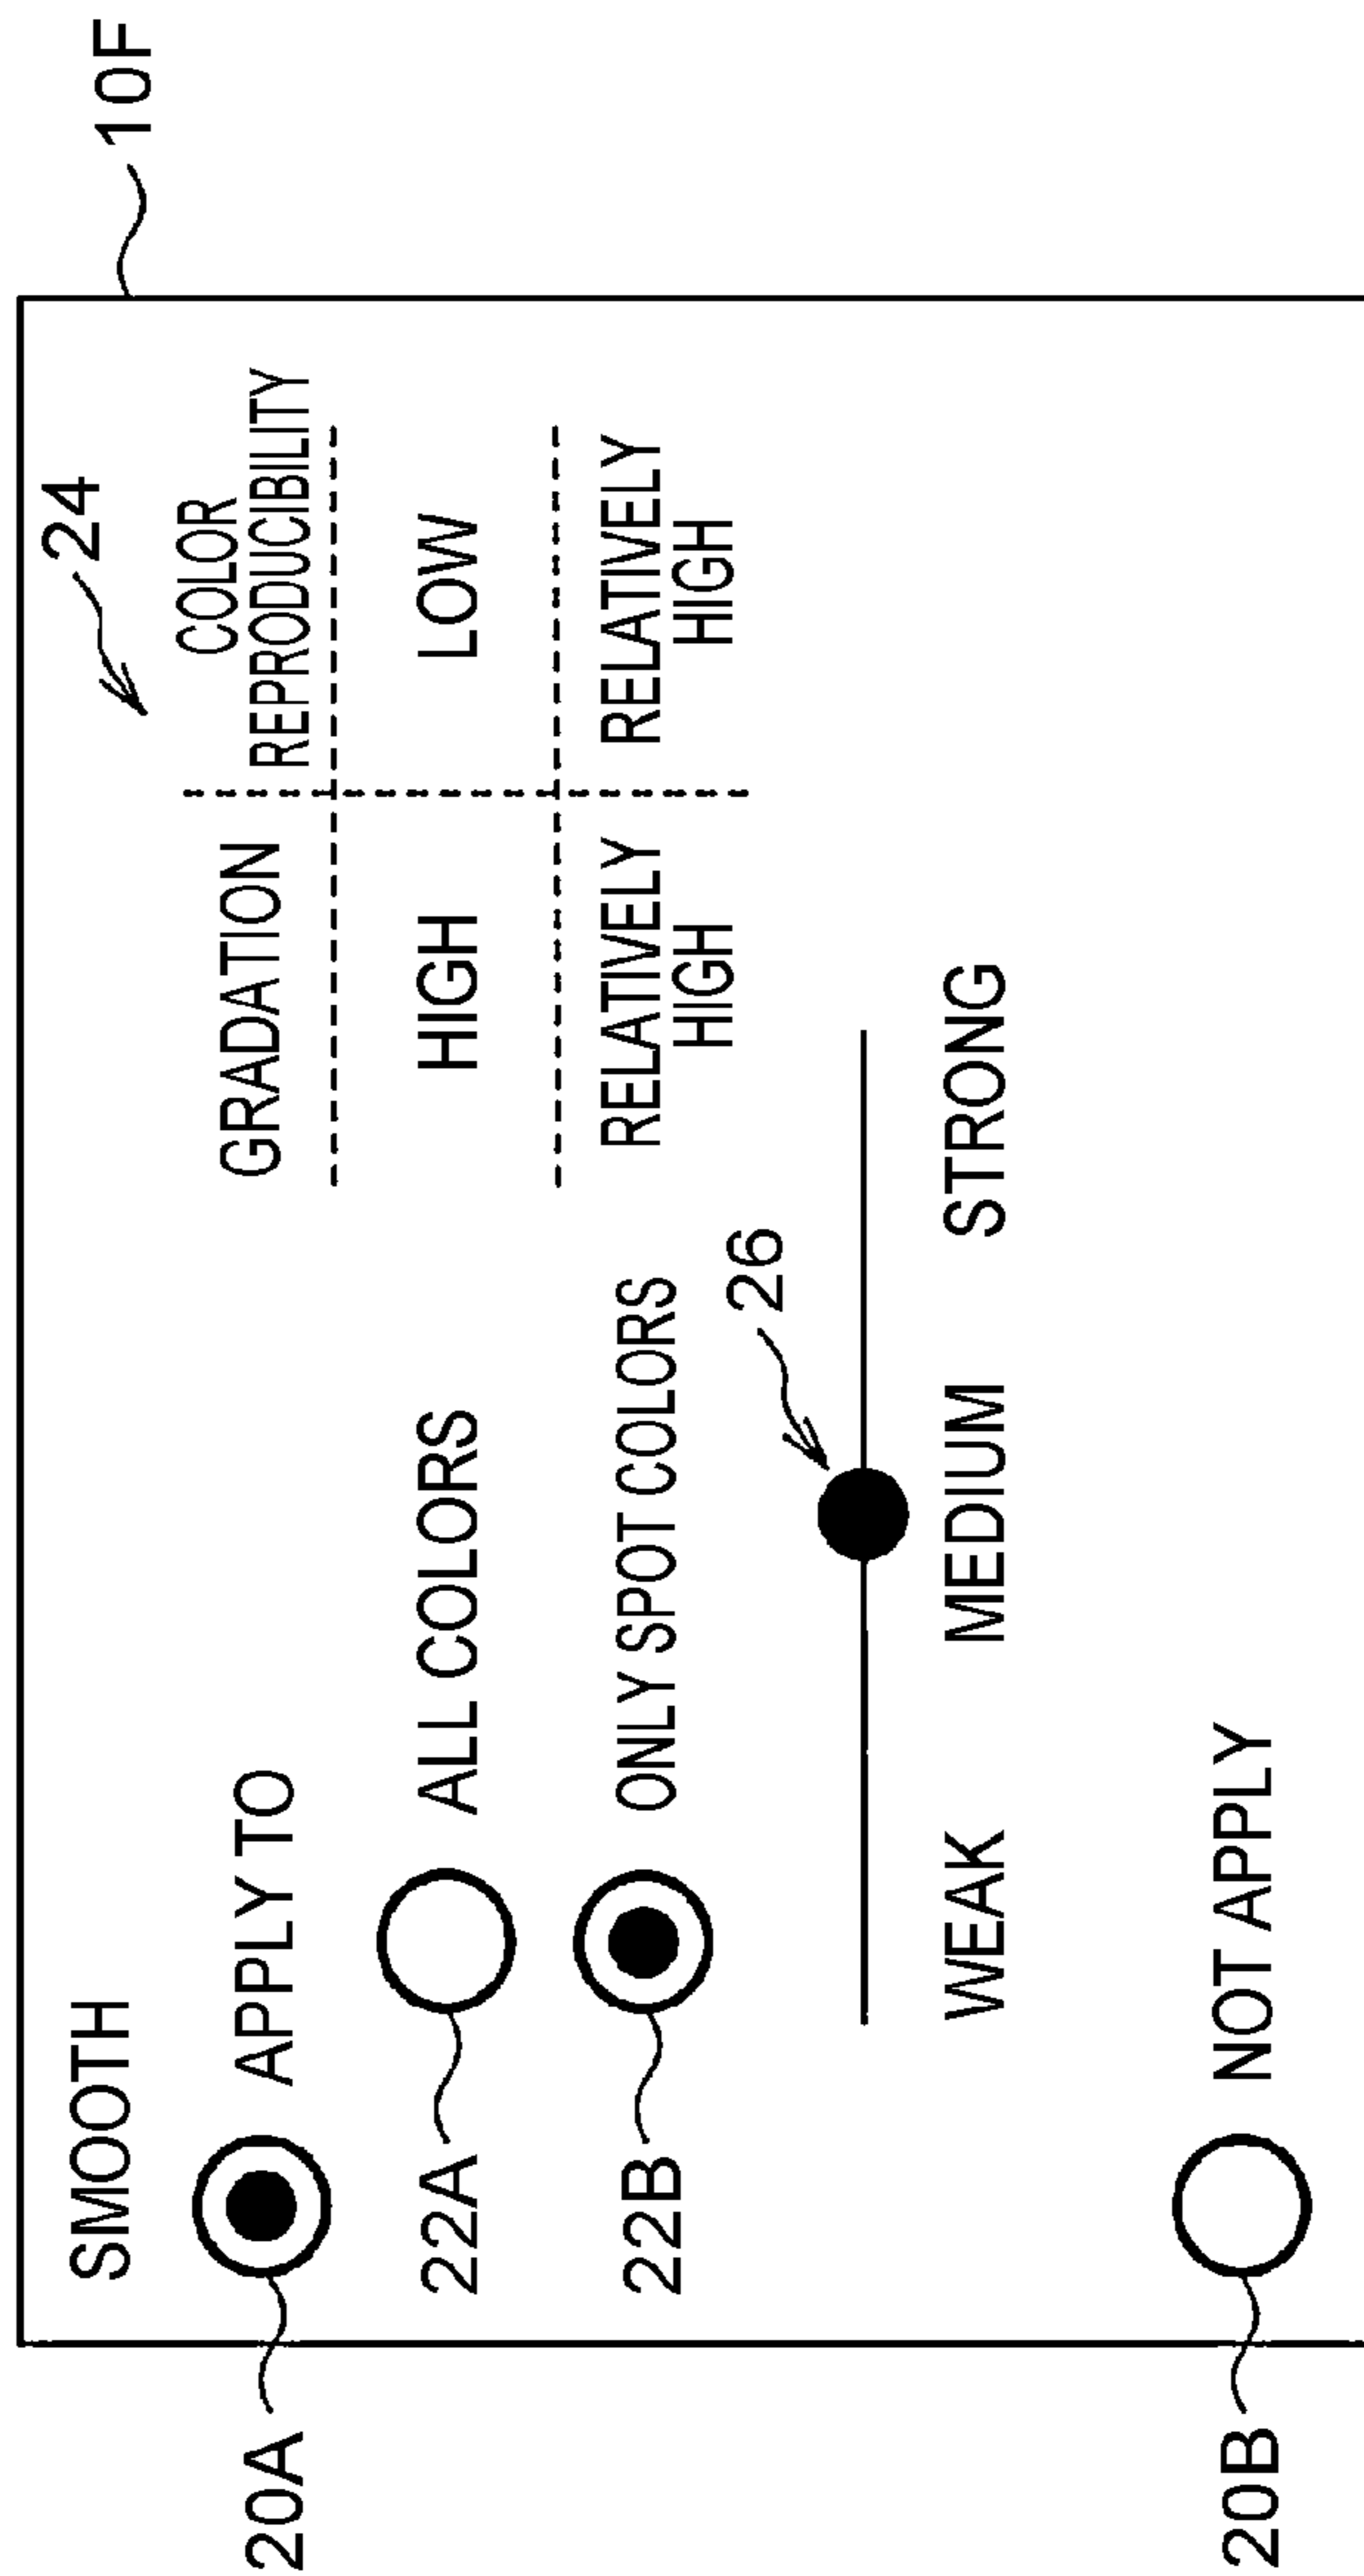 10F
24
SMOOTH
20A
APPLY TO
GRADATION
COLOR
REPRODUCIBILITY
22A
ALL COLORS
HIGH
LOW
22B
ONLY SPOT COLORS
RELATIVELY
HIGH
RELATIVELY
HIGH
26
WEAK
MEDIUM
STRONG
20B
NOT APPLY